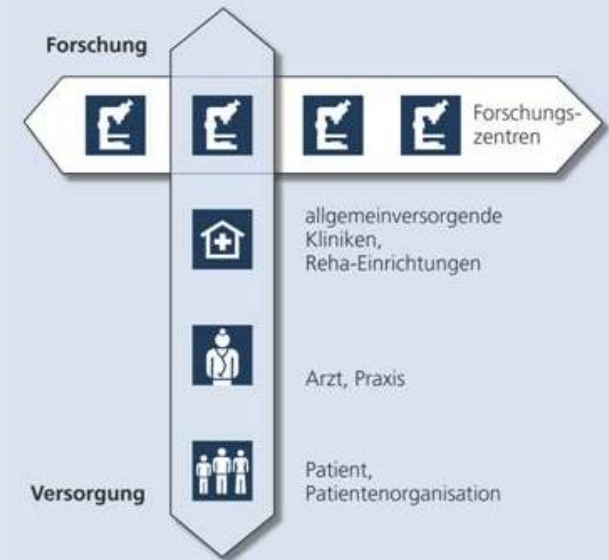 Forschung
Forschungs-
zentren
allgemeinversorgende
Kliniken,
Reha-Einrichtungen
Arzt, Praxis
Patient,
Patientenorganisation
Versorgung